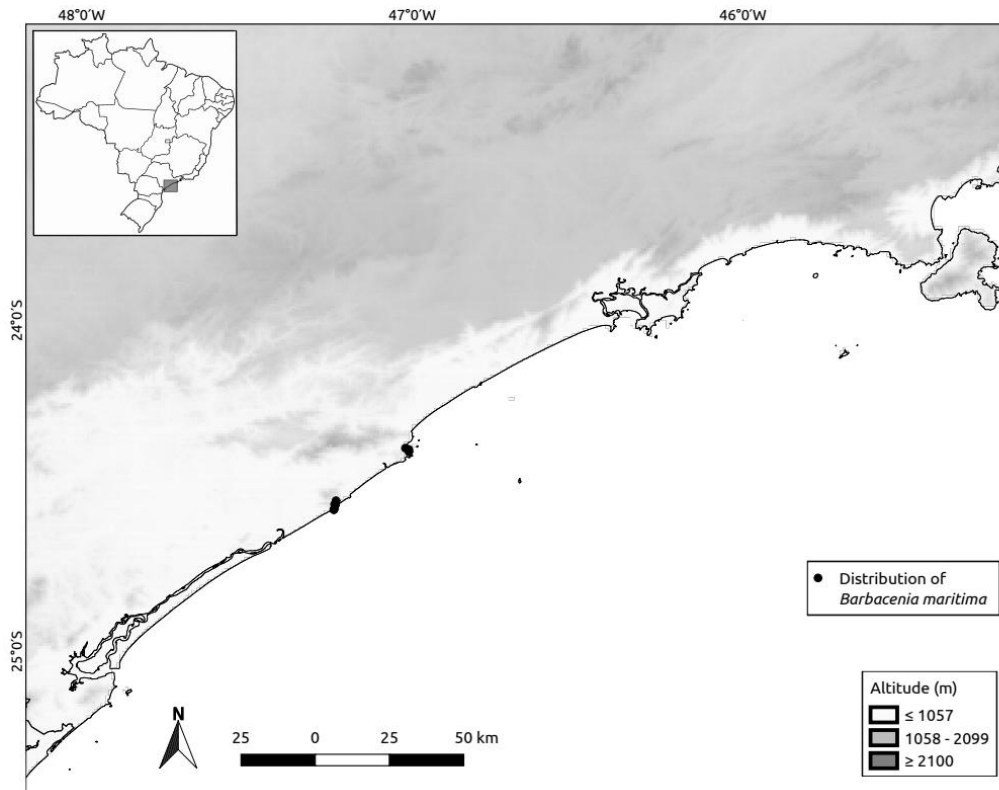 48°0'W 47°0'W 46°0'W
24°0'S
25°0'S
Distribution of
Barbacenia maritima
N
25 0 25 50 km
Altitude (m)
≤ 1057
1058 - 2099
≥ 2100